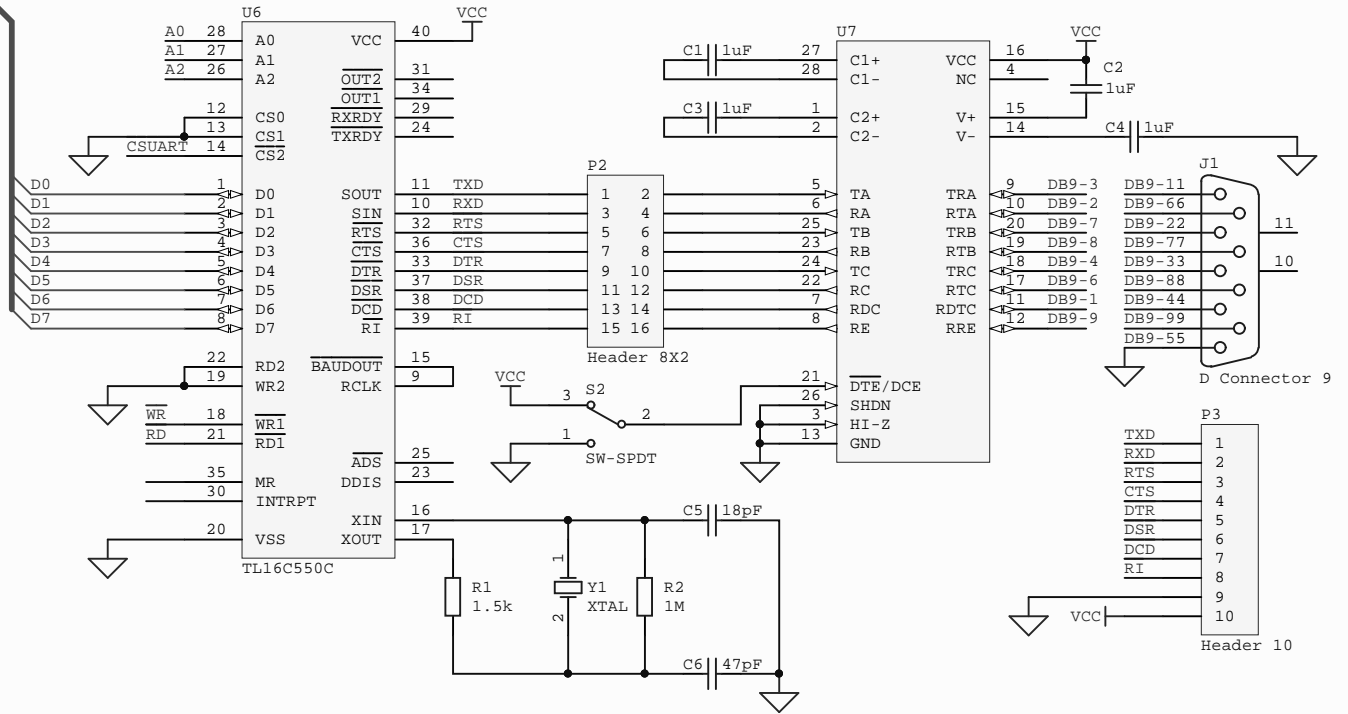 U6
A0 28 A0 VCC 40 VCC
A1 27 A1
A2 26 A2 OUT2 31
OUT1 34
12 CS0 RXRDY 29
13 CS1 TXRDY 24
CSUART 14 CS2
D0 1 D0 SOUT 11 TXD
D1 2 D1 SIN 10 RXD
D2 3 D2 RTS 32 RTS
D3 4 D3 CTS 36 CTS
D4 5 D4 DTR 33 DTR
D5 6 D5 DSR 37 DSR
D6 7 D6 DCD 38 DCD
D7 8 D7 RI 39 RI
22 RD2 BAUDOUT 15
19 WR2 RCLK 9
WR 18 WR1
RD 21 RD1
ADS 25
35 MR DDIS 23
30 INTRPT
XIN 16
20 VSS XOUT 17
TL16C550C
P2
1 2
3 4
5 6
7 8
9 10
11 12
13 14
15 16
Header 8X2
U7
C1 1uF 27 C1+ VCC 16 VCC
28 C1- NC 4 C2
1uF
C3 1uF 1 C2+ V+ 15
2 C2- V- 14 C4 1uF
5 TA TRA 9 DB9-3
6 RA RTA 10 DB9-2
25 TB TRB 20 DB9-7
23 RB RTB 19 DB9-8
24 TC TRC 18 DB9-4
22 RC RTC 17 DB9-6
7 RDC RDTC 11 DB9-1
8 RE RRE 12 DB9-9
21 DTE/DCE
26 SHDN
3 HI-Z
13 GND
VCC
S2
3
2
1
SW-SPDT
J1
DB9-11
DB9-66
DB9-22 11
DB9-77
DB9-33 10
DB9-88
DB9-44
DB9-99
DB9-55
D Connector 9
P3
TXD 1
RXD 2
RTS 3
CTS 4
DTR 5
DSR 6
DCD 7
RI 8
9
VCC 10
Header 10
C5 18pF
R1
1.5k
1
Y1
XTAL
2
R2
1M
C6 47pF